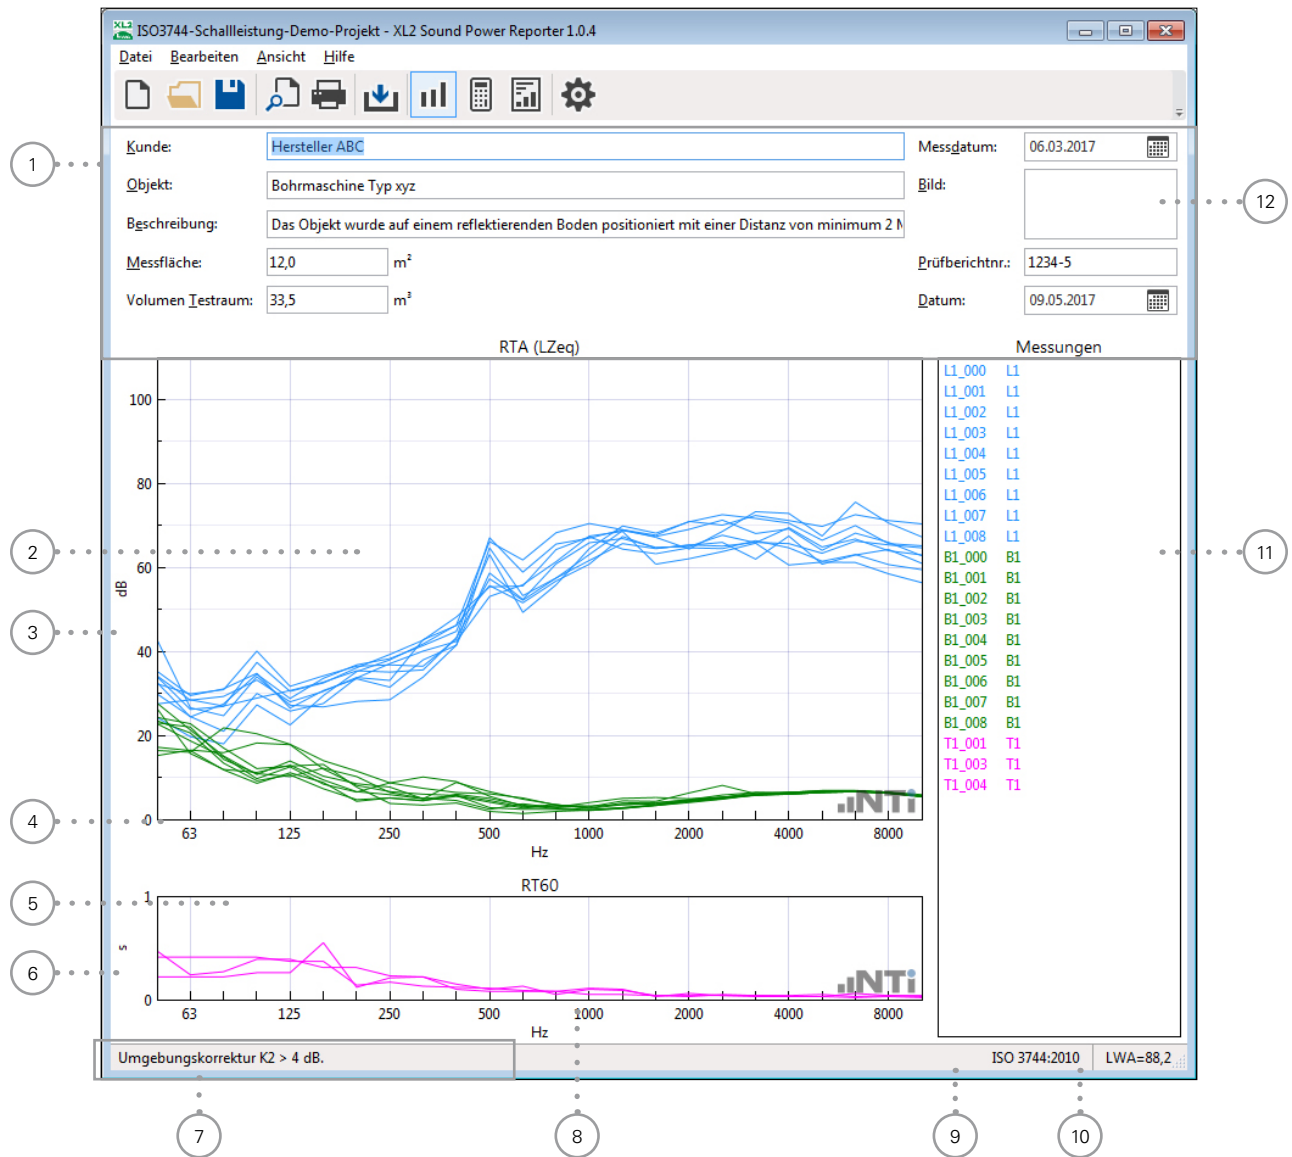 ISO3744-Schallleistung-Demo-Projekt - XL2 Sound Power Reporter 1.0.4
Datei Bearbeiten Ansicht Hilfe
1
Kunde: Hersteller ABC Messdatum: 06.03.2017
Objekt: Bohrmaschine Typ xyz Bild:
12
Beschreibung: Das Objekt wurde auf einem reflektierenden Boden positioniert mit einer Distanz von minimum 2
Messfläche: 12,0 m² Prüfberichtnr.: 1234-5
Volumen Testraum: 33,5 m³ Datum: 09.05.2017
RTA (LZeq) Messungen
L1_000 L1
L1_001 L1
L1_002 L1
L1_003 L1
L1_004 L1
L1_005 L1
L1_006 L1
L1_007 L1
L1_008 L1
B1_000 B1
B1_001 B1
B1_002 B1
B1_003 B1
B1_004 B1
B1_005 B1
B1_006 B1
B1_007 B1
B1_008 B1
T1_001 T1
T1_003 T1
T1_004 T1
100
80
60
40
20
0
dB
2
3
4
11
NTi
63 125 250 500 1000 2000 4000 8000
Hz
RT60
5
1
s
6
0
NTi
63 125 250 500 1000 2000 4000 8000
Hz
Umgebungskorrektur K2 > 4 dB. ISO 3744:2010 LWA=88,2
7 8 9 10